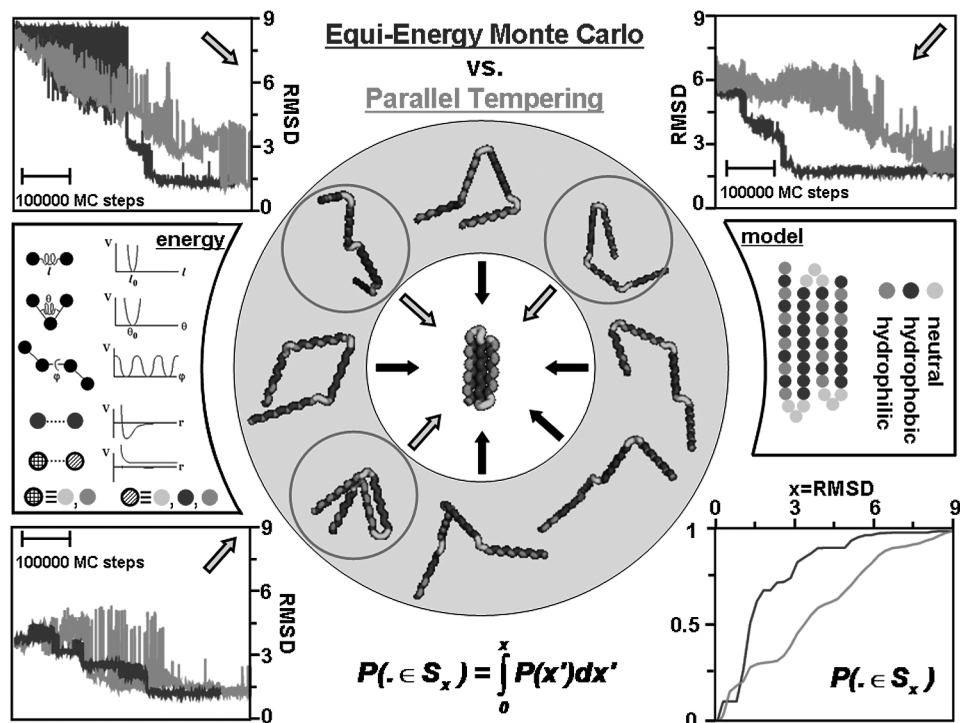 Equi-Energy Monte Carlo
vs.
Parallel Tempering
9
6
3
0
RMSD
100000 MC steps
9
6
3
0
RMSD
100000 MC steps
energy
V
l
l₀
l
θ
V
θ₀
θ
φ
V
φ
V
r
V
r
≡ , ≡ , ,
model
neutral
hydrophobic
hydrophilic
100000 MC steps
9
6
3
0
RMSD
P(. ∈ Sₓ) = ∫₀ˣ P(x')dx'
x=RMSD
0 3 6 9
1
0.5
0
P(. ∈ Sₓ)